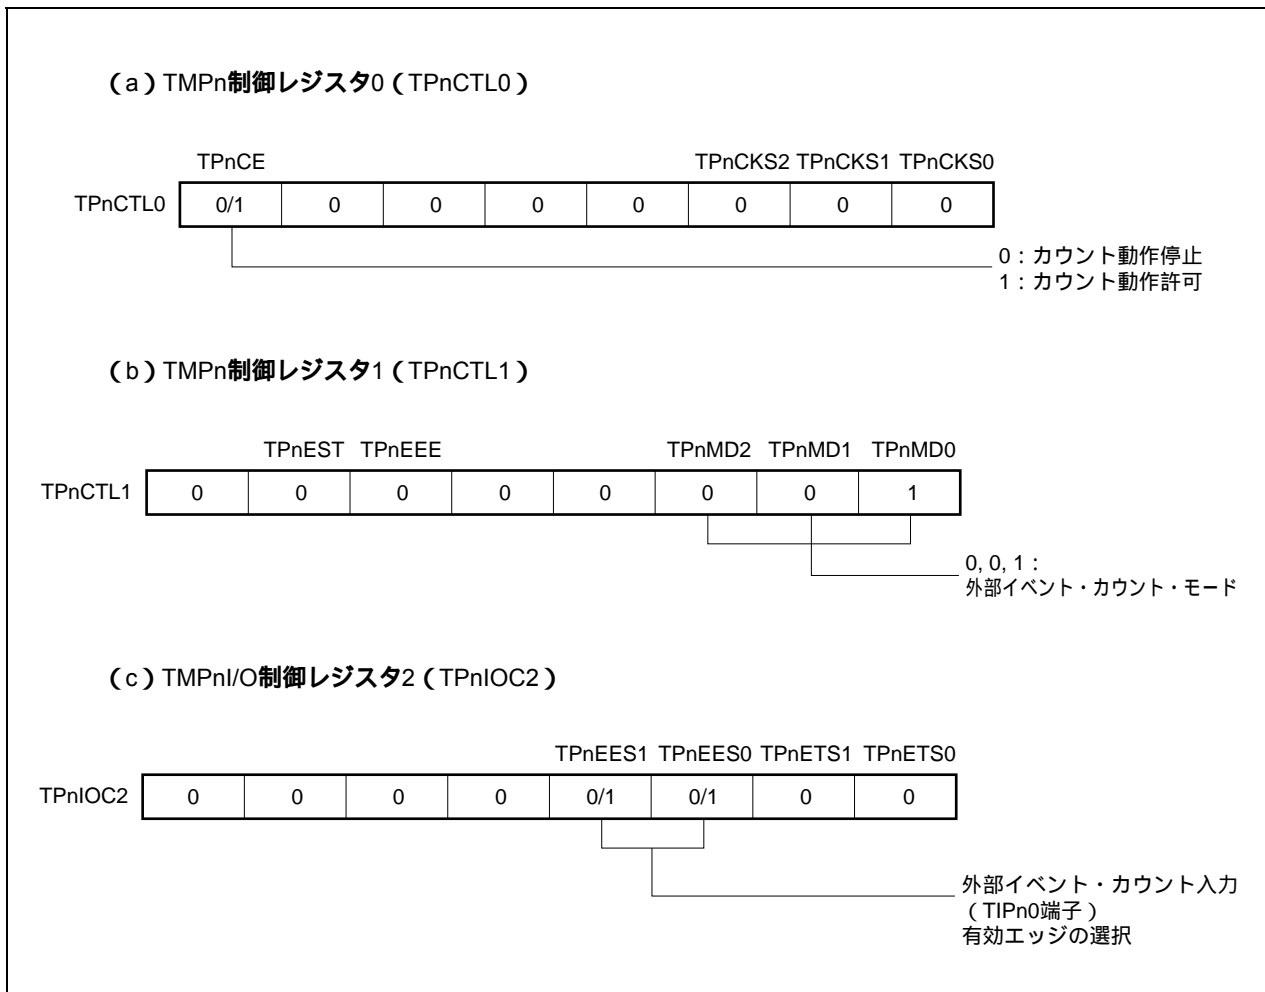 （a）TMPn制御レジスタ0（TPnCTL0）
TPnCE TPnCKS2 TPnCKS1 TPnCKS0
TPnCTL0 0/1 0 0 0 0 0 0 0
0：カウント動作停止
1：カウント動作許可
（b）TMPn制御レジスタ1（TPnCTL1）
TPnEST TPnEEE TPnMD2 TPnMD1 TPnMD0
TPnCTL1 0 0 0 0 0 0 0 1
0, 0, 1：
外部イベント・カウント・モード
（c）TMPnI/O制御レジスタ2（TPnIOC2）
TPnEES1 TPnEES0 TPnETS1 TPnETS0
TPnIOC2 0 0 0 0 0/1 0/1 0 0
外部イベント・カウント入力
（TIPn0端子）
有効エッジの選択